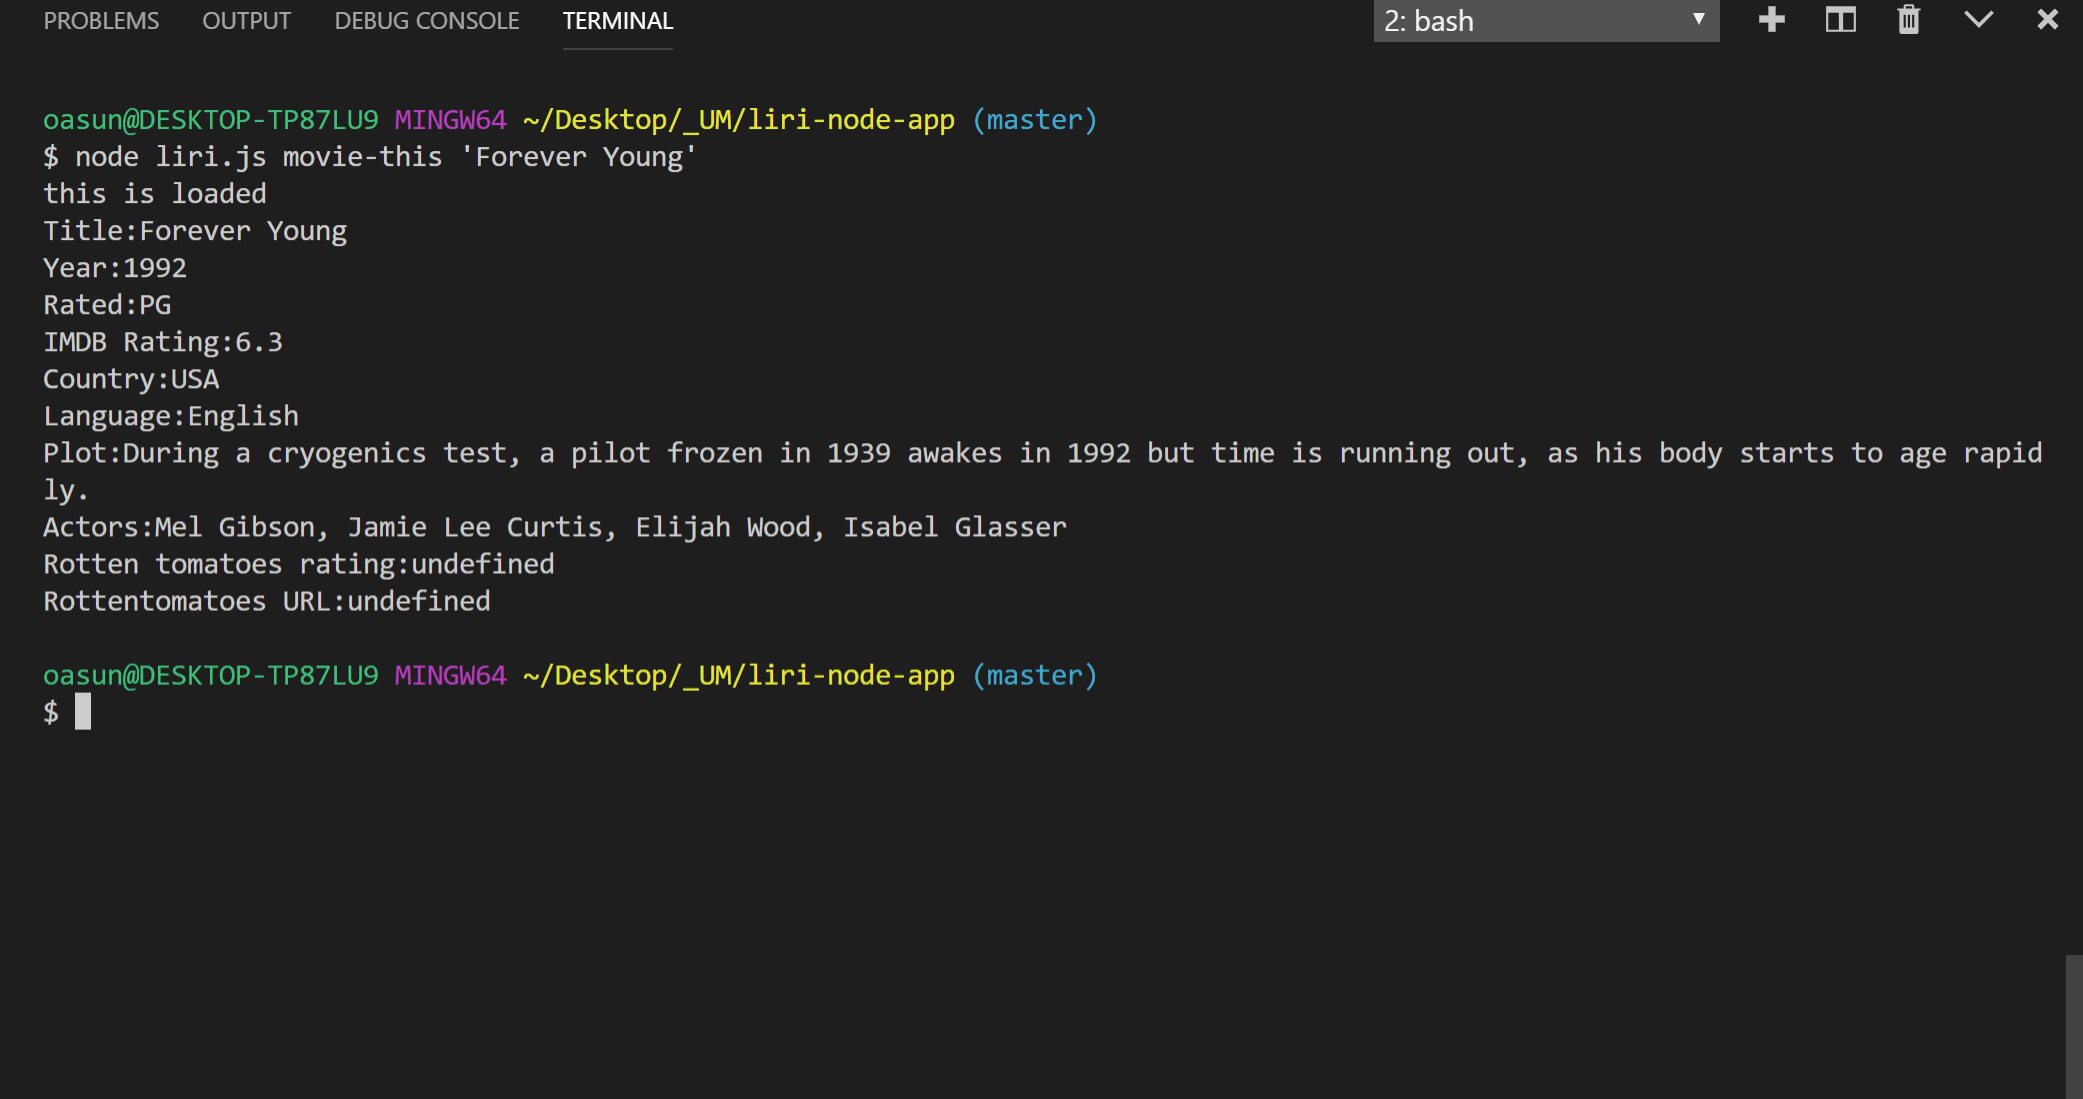 PROBLEMS OUTPUT DEBUG CONSOLE TERMINAL 2: bash
oasun@DESKTOP-TP87LU9 MINGW64 ~/Desktop/_UM/liri-node-app (master)
$ node liri.js movie-this 'Forever Young'
this is loaded
Title:Forever Young
Year:1992
Rated:PG
IMDB Rating:6.3
Country:USA
Language:English
Plot:During a cryogenics test, a pilot frozen in 1939 awakes in 1992 but time is running out, as his body starts to age rapid
ly.
Actors:Mel Gibson, Jamie Lee Curtis, Elijah Wood, Isabel Glasser
Rotten tomatoes rating:undefined
Rottentomatoes URL:undefined
oasun@DESKTOP-TP87LU9 MINGW64 ~/Desktop/_UM/liri-node-app (master)
$